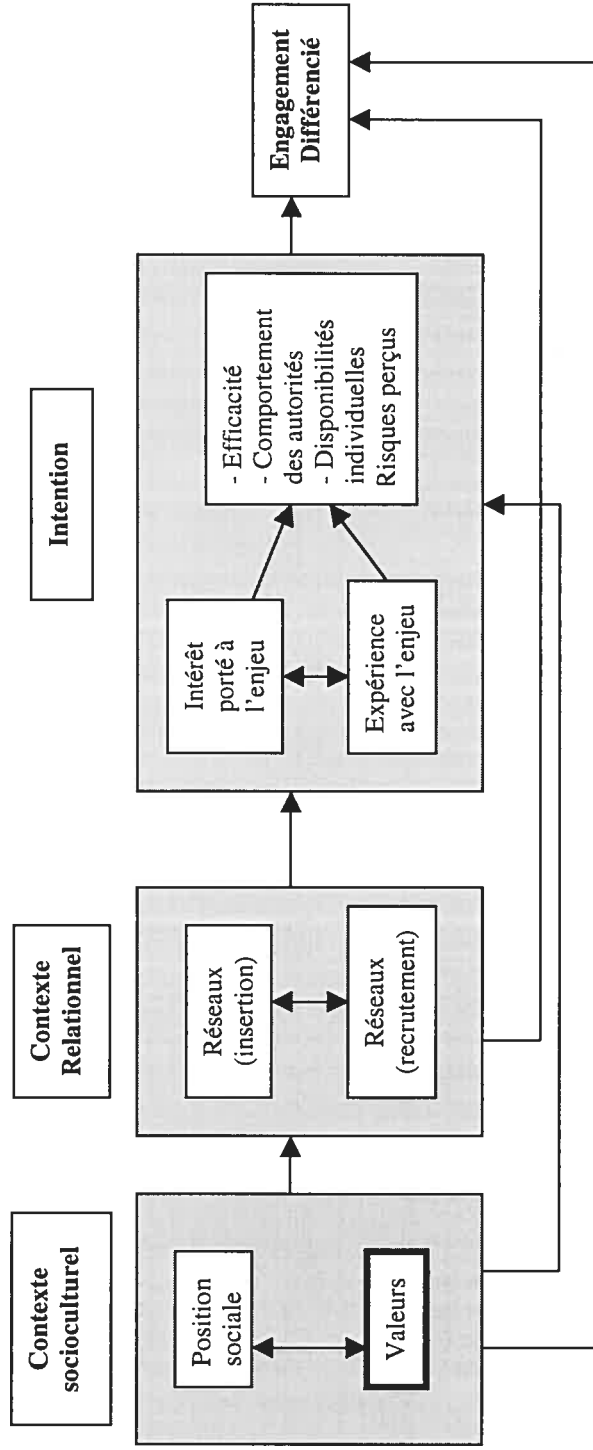 Contexte
socioculturel
Position
sociale
Valeurs
Contexte
Relationnel
Réseaux
(insertion)
Réseaux
(recrutement)
Intention
Intérêt
porté à
l'enjeu
Expérience
avec l'enjeu
- Efficacité
- Comportement
des autorités
- Disponibilités
individuelles
Risques perçus
Engagement
Différencié